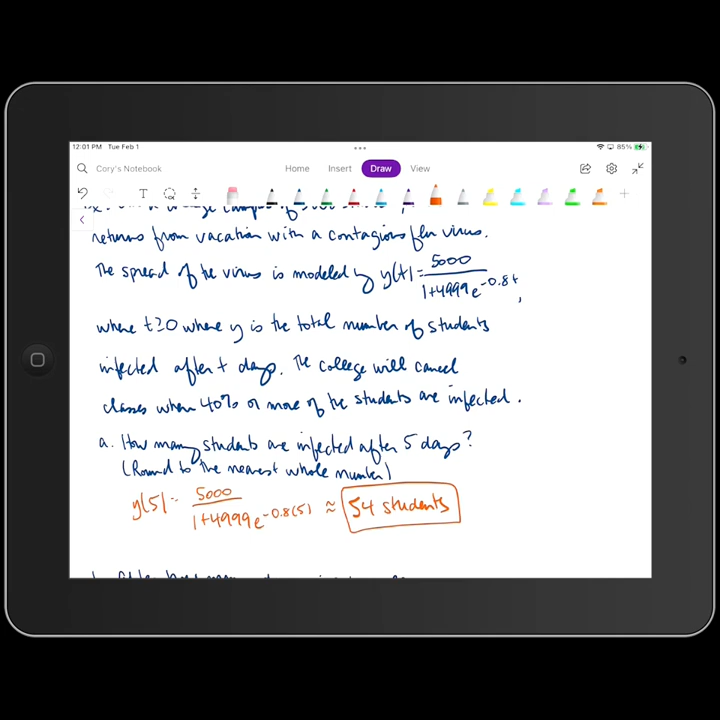 12:01 PM Tue Feb 1
85%
Cory's Notebook
Home Insert Draw View
T
of 5000
returns from vacation with a contagious flu virus.
The spread of the virus is modeled by y(t) = 5000 / (1+4999e^-0.8t),
where t≥0 where y is the total number of students
infected after t days. The college will cancel
classes when 40% or more of the students are infected.
a. How many students are infected after 5 days?
(Round to the nearest whole number)
y(5) = 5000 / (1+4999e^-0.8(5)) ≈ 54 students